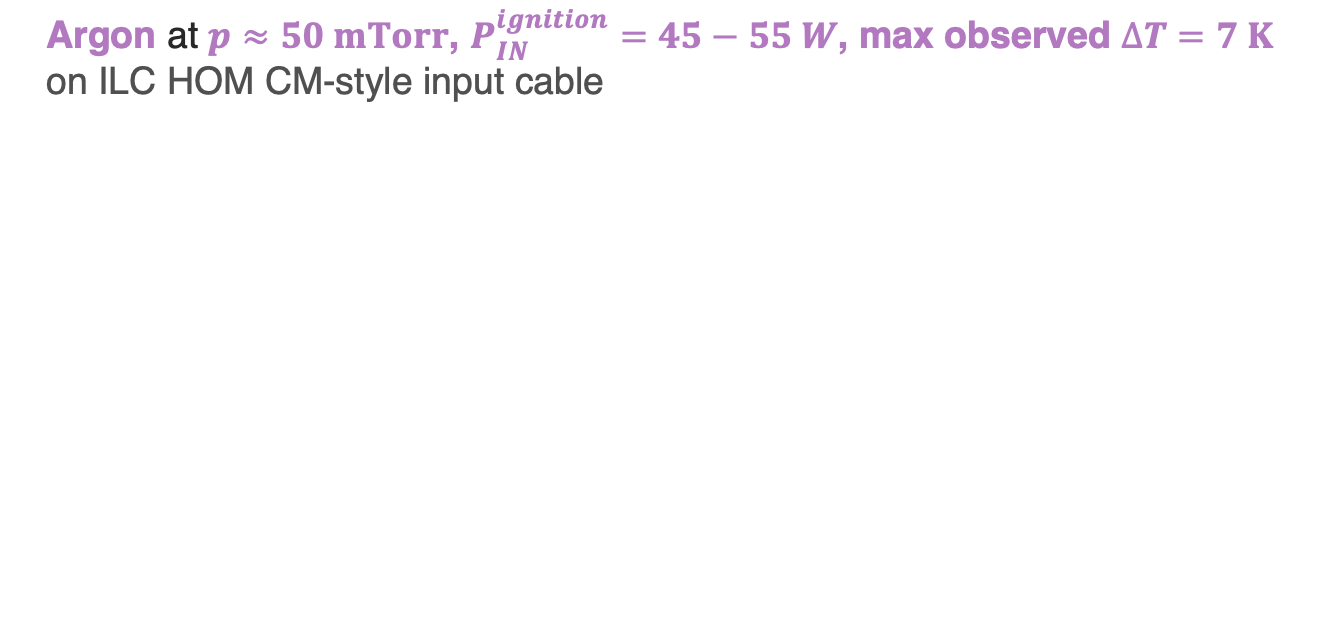 Argon at p ≈ 50 mTorr, P_IN^ignition = 45 – 55 W, max observed ΔT = 7 K
on ILC HOM CM-style input cable